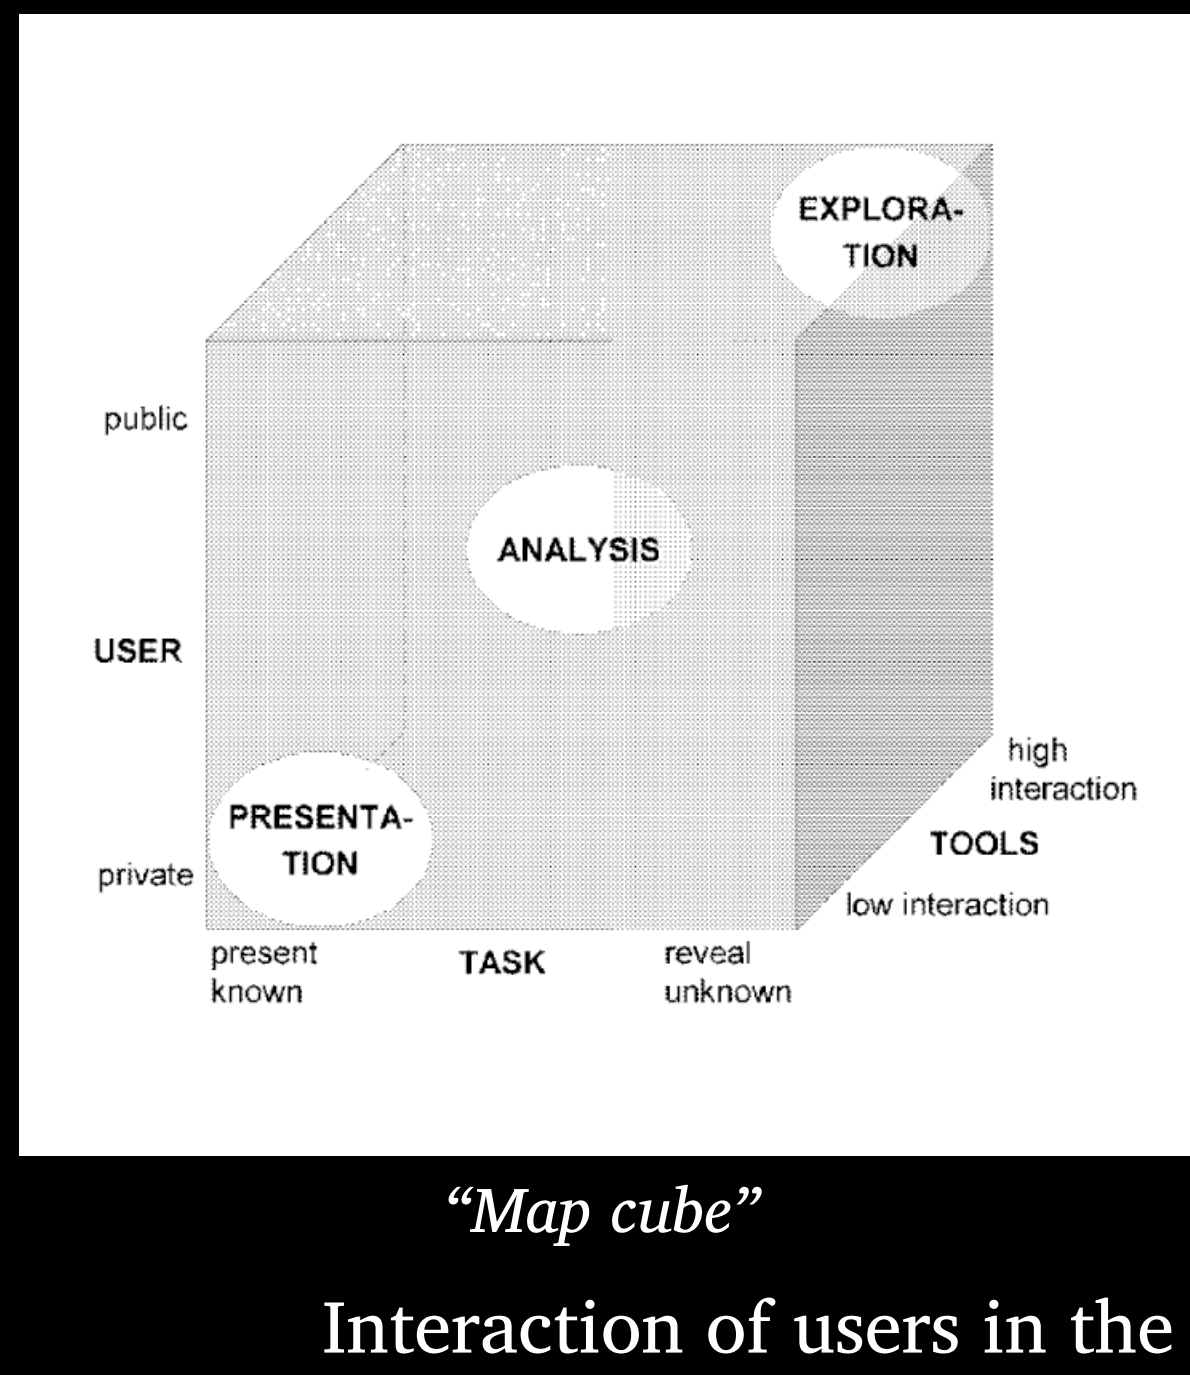 EXPLORA-
TION
public
ANALYSIS
USER
high
interaction
PRESENTA-
TION
TOOLS
private
low interaction
present
known
TASK
reveal
unknown
“Map cube”
Interaction of users in the